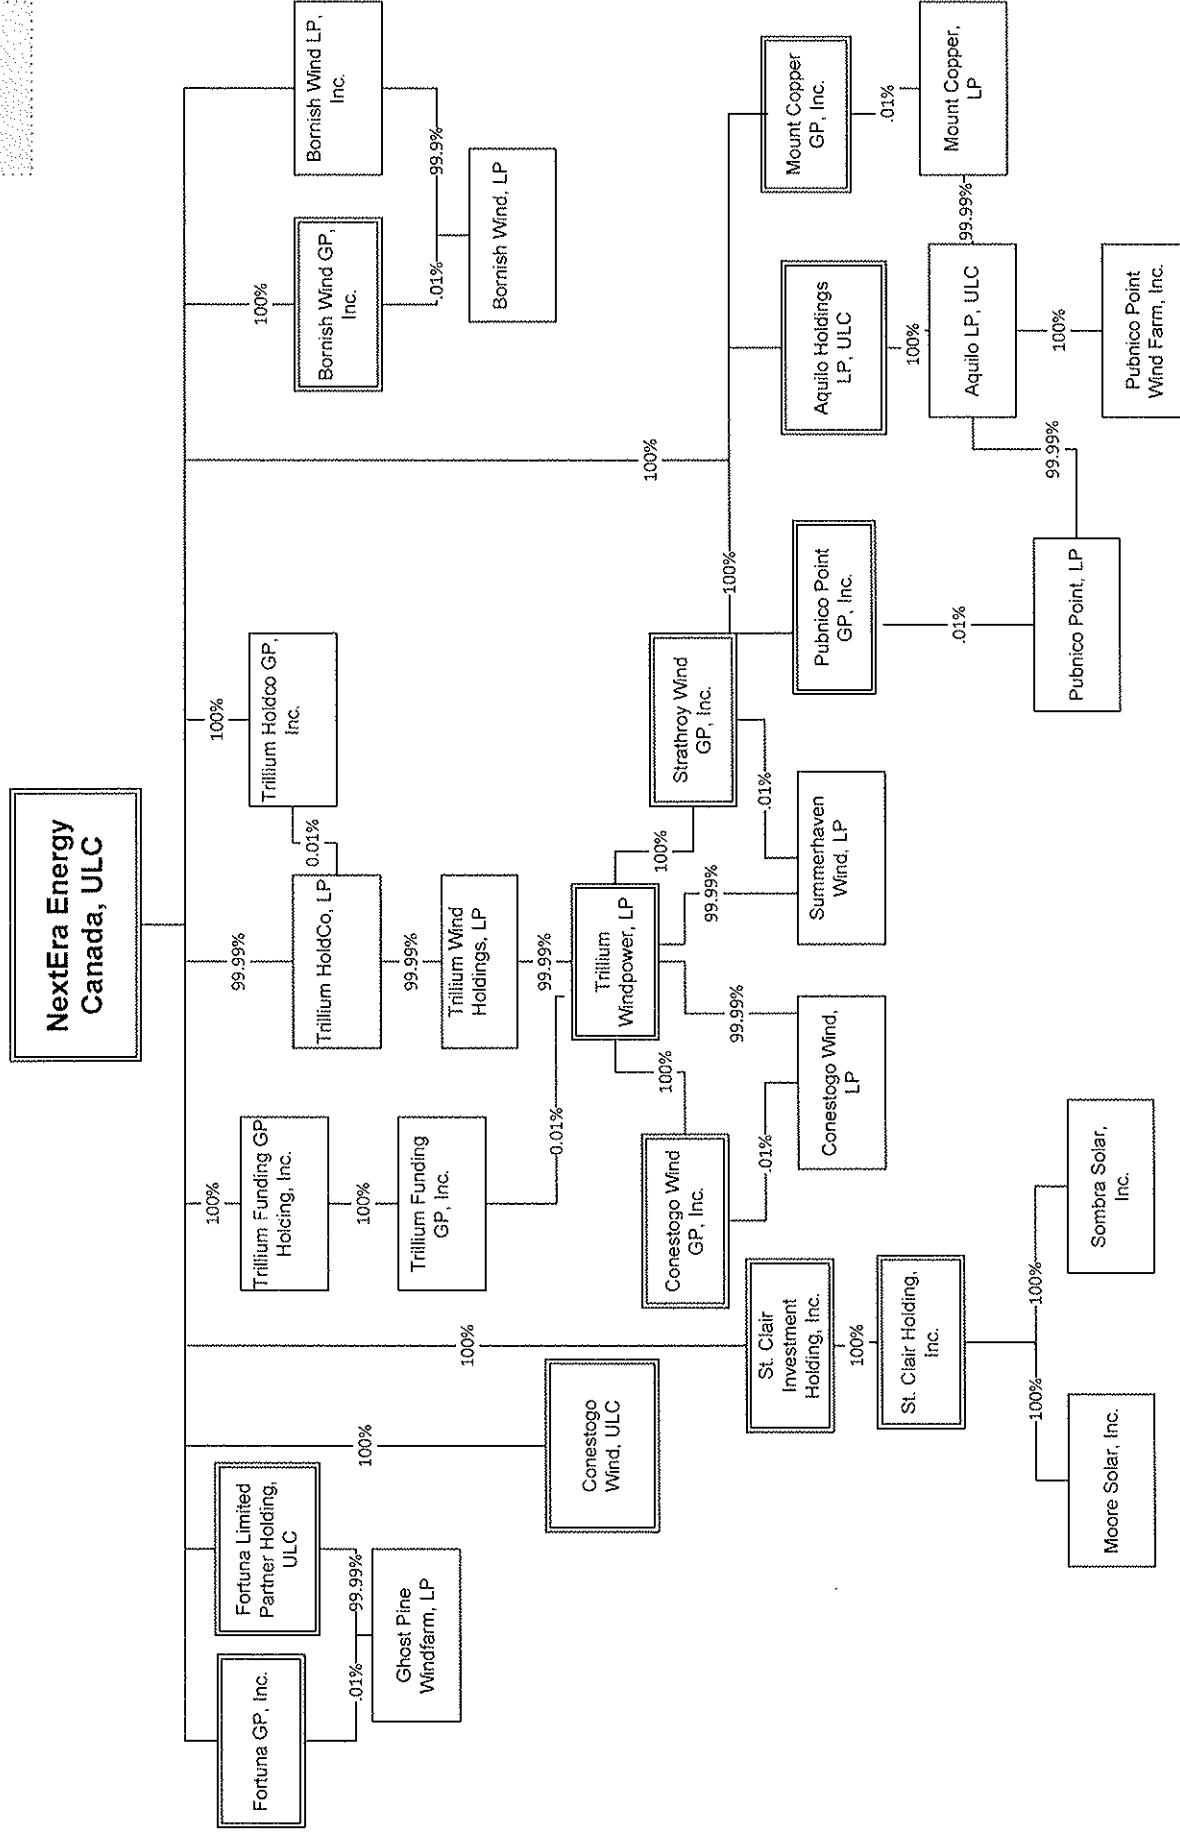 NextEra Energy
Canada, ULC
Fortuna GP, Inc.
Fortuna Limited
Partner Holding,
ULC
.01%
99.99%
Ghost Pine
Windfarm, LP
100%
Conestogo
Wind, ULC
100%
St. Clair
Investment
Holding, Inc.
100%
St. Clair Holding,
Inc.
100%
100%
Moore Solar, Inc.
Sombra Solar,
Inc.
100%
Trillium Funding GP
Holding, Inc.
100%
Trillium Funding
GP, Inc.
0.01%
99.99%
Trillium HoldCo, LP
100%
Trillium Holdco GP,
Inc.
0.01%
99.99%
Trillium Wind
Holdings, LP
99.99%
Trillium
Windpower, LP
100%
100%
Conestogo Wind
GP, Inc.
.01%
99.99%
Conestogo Wind,
LP
99.99%
Strathroy Wind
GP, Inc.
.01%
Summerhaven
Wind, LP
100%
Bornish Wind GP,
Inc.
Bornish Wind LP,
Inc.
.01%
99.9%
Bornish Wind, LP
100%
100%
Pubnico Point
GP, Inc.
.01%
Pubnico Point, LP
Aquilo Holdings
LP, ULC
100%
Aquilo LP, ULC
99.99%
99.99%
100%
Pubnico Point
Wind Farm, Inc.
Mount Copper
GP, Inc.
.01%
Mount Copper,
LP